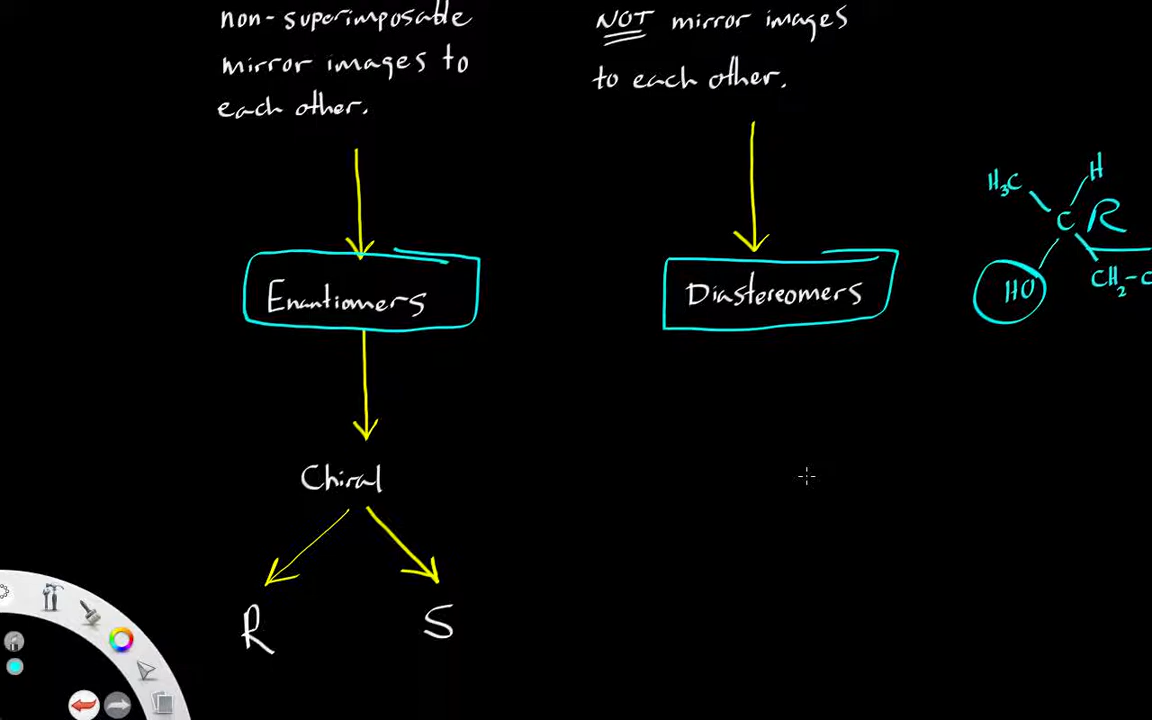 non-superimposable
mirror images to
each other.
NOT mirror images
to each other.
Enantiomers
Diastereomers
Chiral
R
S
H₃C
H
C
R
HO
CH₂-C